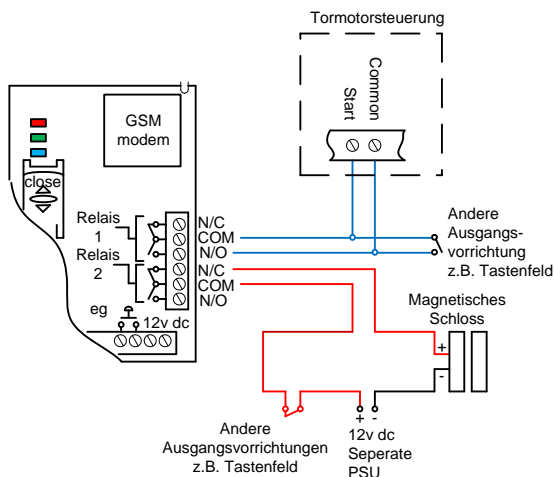 Tormotorsteuerung
Start
Common
GSM
modem
close
Relais
1
Relais
2
N/C
COM
N/O
N/C
COM
N/O
eg
12v dc
Andere
Ausgangs-
vorrichtung
z.B. Tastenfeld
Magnetisches
Schloss
+
-
+ -
12v dc
Seperate
PSU
Andere
Ausgangsvorrichtungen
z.B. Tastenfeld